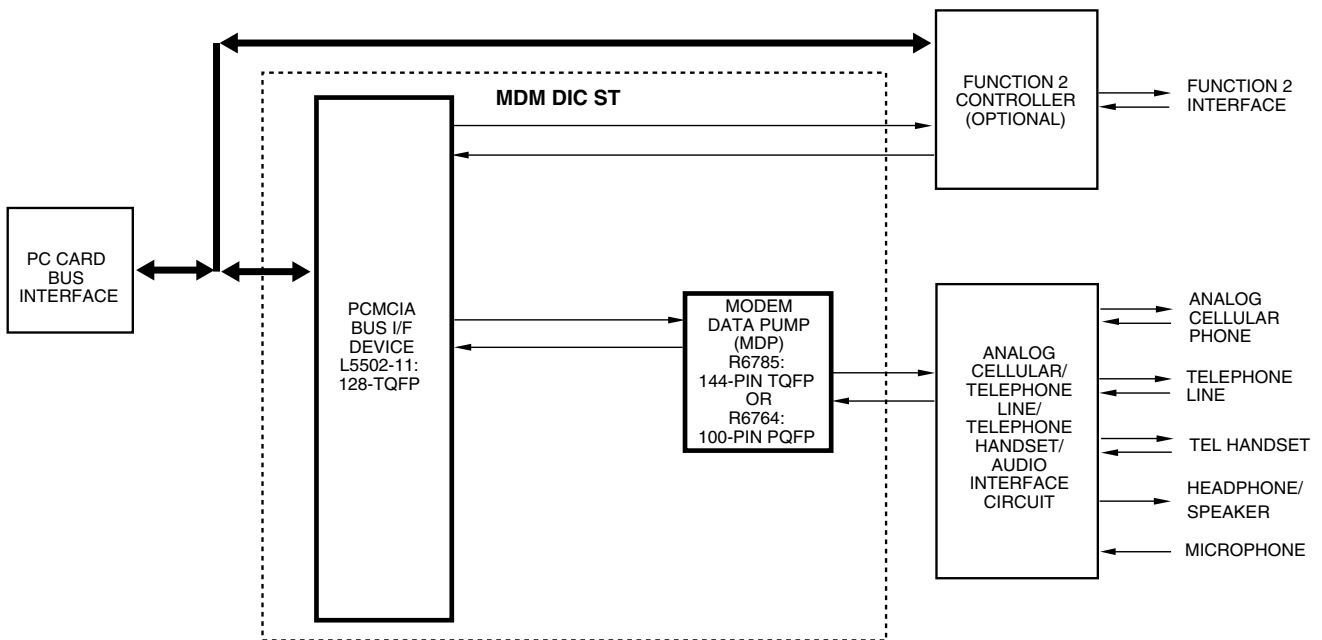 MDM DIC ST
FUNCTION 2
CONTROLLER
(OPTIONAL)
FUNCTION 2
INTERFACE
PC CARD
BUS
INTERFACE
PCMCIA
BUS I/F
DEVICE
L5502-11:
128-TQFP
MODEM
DATA PUMP
(MDP)
R6785:
144-PIN TQFP
OR
R6764:
100-PIN PQFP
ANALOG
CELLULAR/
TELEPHONE
LINE/
TELEPHONE
HANDSET/
AUDIO
INTERFACE
CIRCUIT
ANALOG
CELLULAR
PHONE
TELEPHONE
LINE
TEL HANDSET
HEADPHONE/
SPEAKER
MICROPHONE